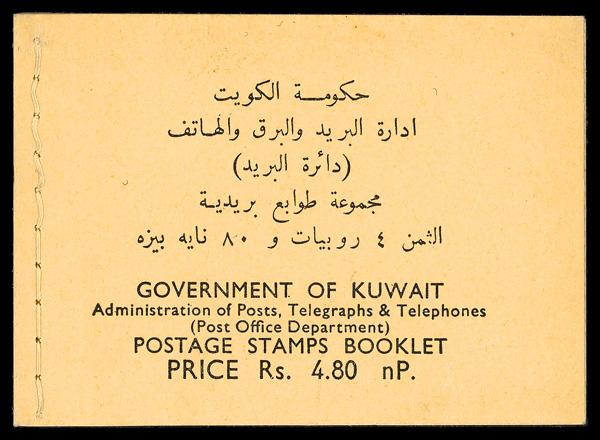 حكومة الكويت
ادارة البريد والبرق والهاتف
(دائرة البريد)
مجموعة طوابع بريدية
الثمن ٤ روبيات و ٨٠ نايه بيزه
GOVERNMENT OF KUWAIT
Administration of Posts, Telegraphs & Telephones
(Post Office Department)
POSTAGE STAMPS BOOKLET
PRICE Rs. 4.80 nP.